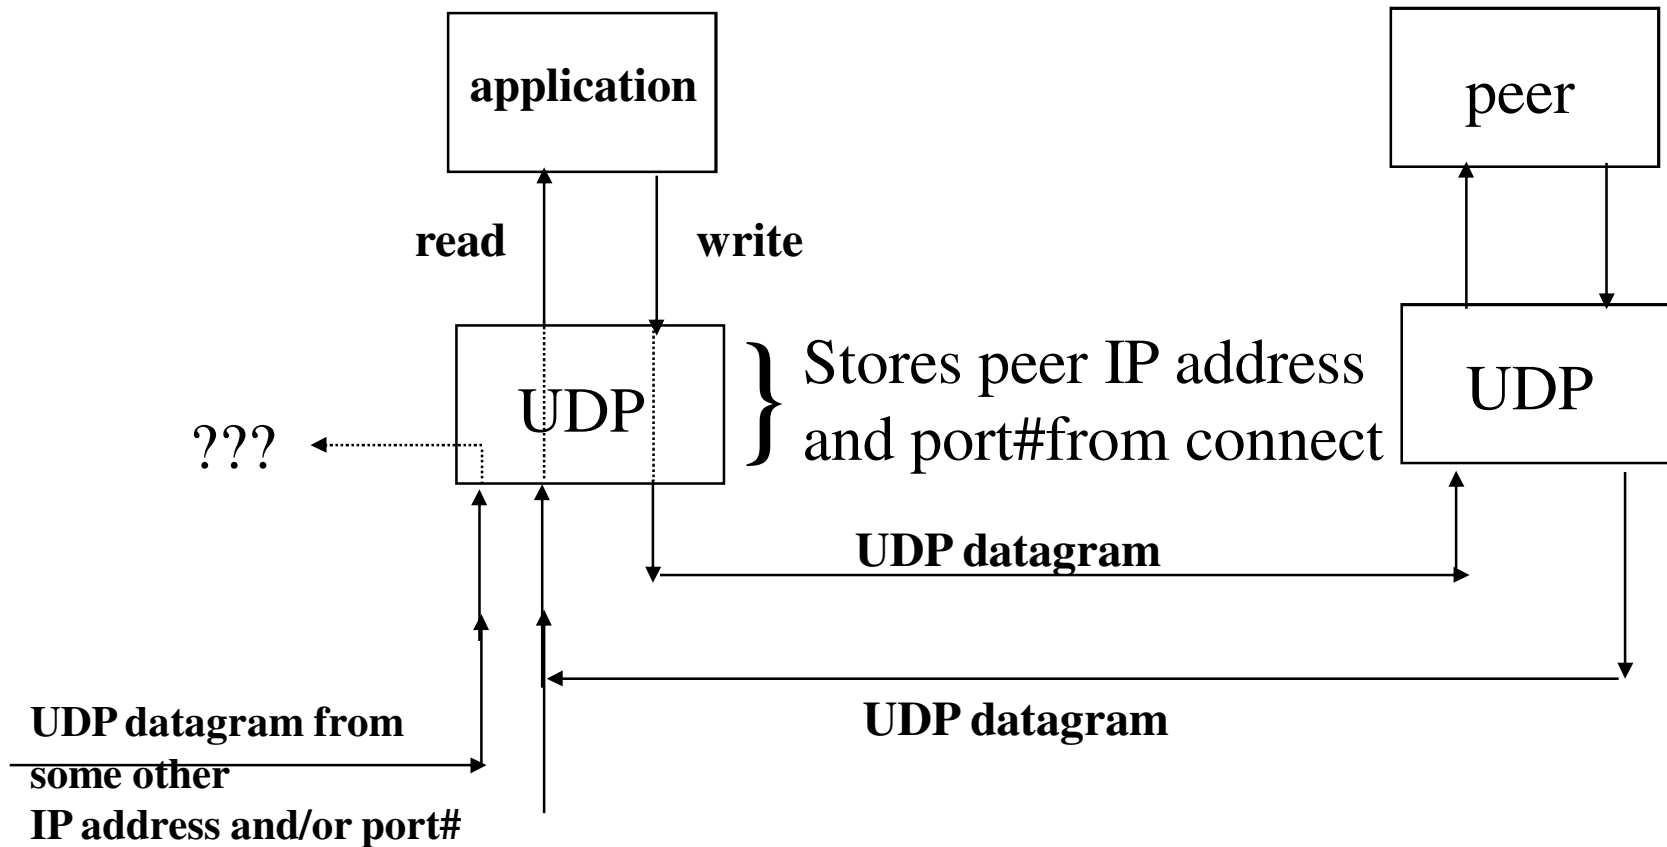 application
peer
read
write
UDP
Stores peer IP address
and port#from connect
UDP
???
UDP datagram
UDP datagram
UDP datagram from
some other
IP address and/or port#